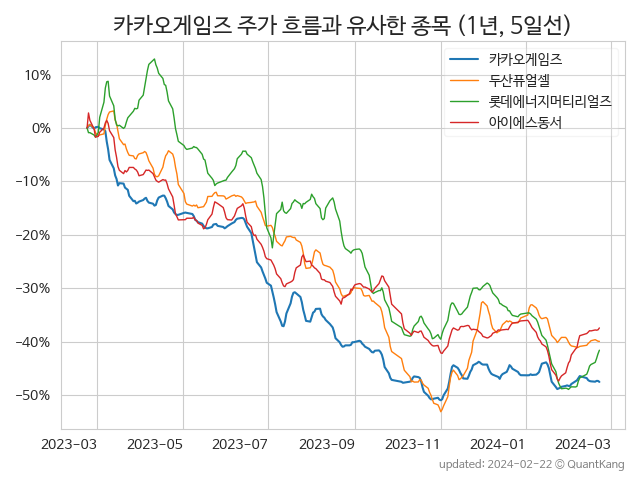 카카오게임즈 주가 흐름과 유사한 종목 (1년, 5일선)
카카오게임즈
두산퓨얼셀
롯데에너지머티리얼즈
아이에스동서
10%
0%
−10%
−20%
−30%
−40%
−50%
2023-03 2023-05 2023-07 2023-09 2023-11 2024-01 2024-03
updated: 2024-02-22 © QuantKang